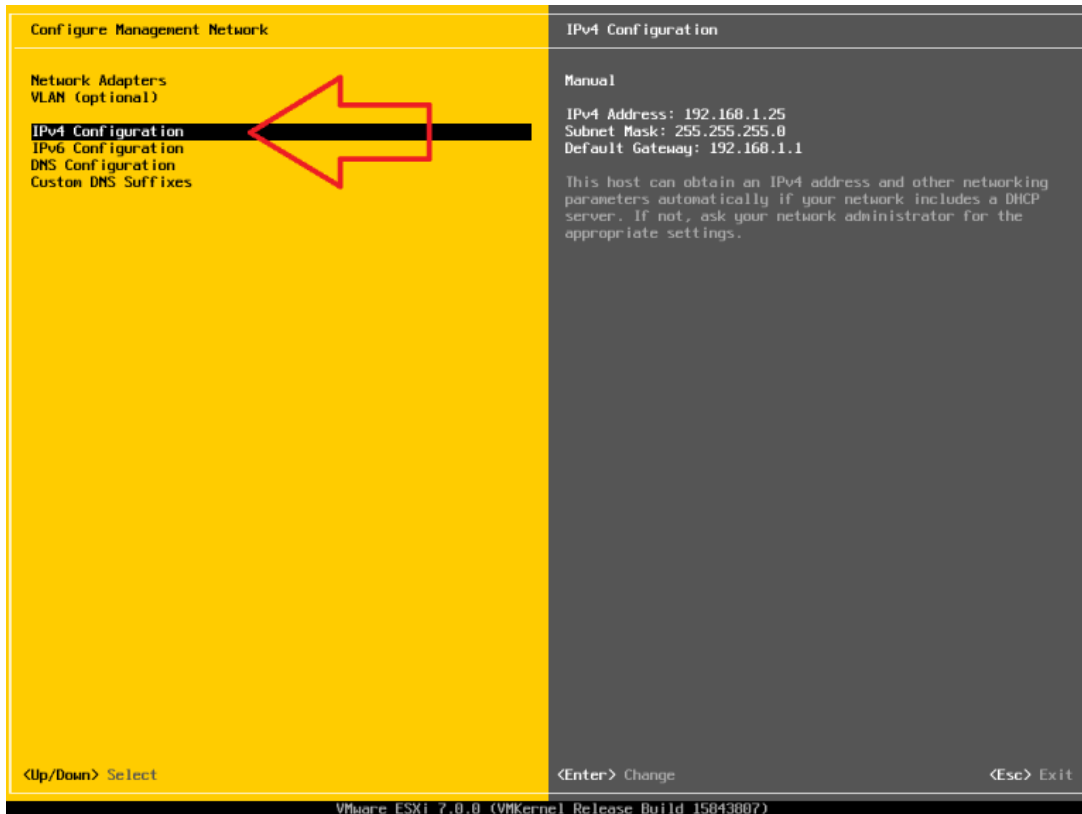 Configure Management Network
Network Adapters
VLAN (optional)
IPv4 Configuration
IPv6 Configuration
DNS Configuration
Custom DNS Suffixes
IPv4 Configuration
Manual
IPv4 Address: 192.168.1.25
Subnet Mask: 255.255.255.0
Default Gateway: 192.168.1.1
This host can obtain an IPv4 address and other networking
parameters automatically if your network includes a DHCP
server. If not, ask your network administrator for the
appropriate settings.
<Up/Down> Select
<Enter> Change
<Esc> Exit
VMware ESXi 7.0.0 (VMKernel Release Build 15843807)